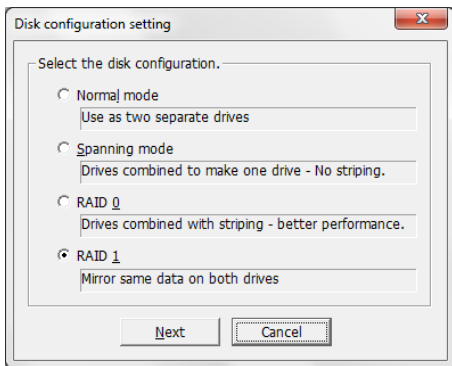 Disk configuration setting
Select the disk configuration.
Normal mode
Use as two separate drives
Spanning mode
Drives combined to make one drive - No striping.
RAID 0
Drives combined with striping - better performance.
RAID 1
Mirror same data on both drives
Next
Cancel